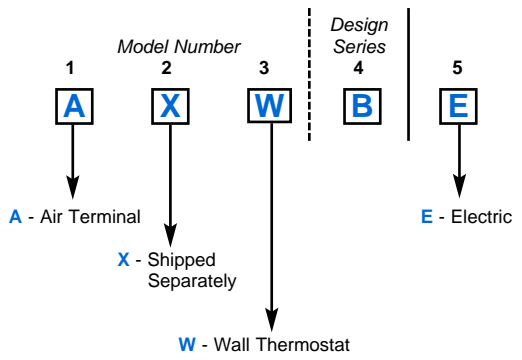 Model Number
Design
Series
1 2 3 4 5
A X W B E
A - Air Terminal
E - Electric
X - Shipped
Separately
W - Wall Thermostat